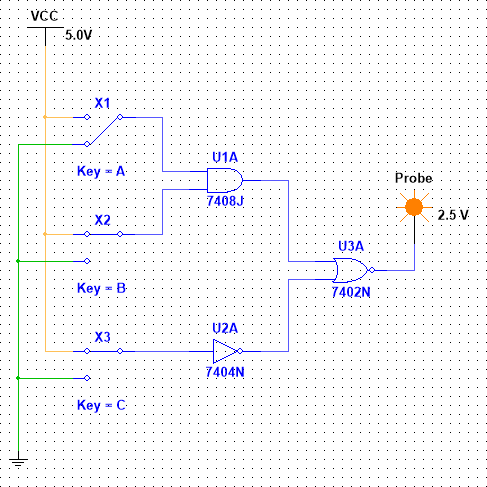 VCC
5.0V
X1
Key = A
U1A
7408J
Probe
2.5 V
X2
Key = B
U3A
7402N
X3
Key = C
U2A
7404N